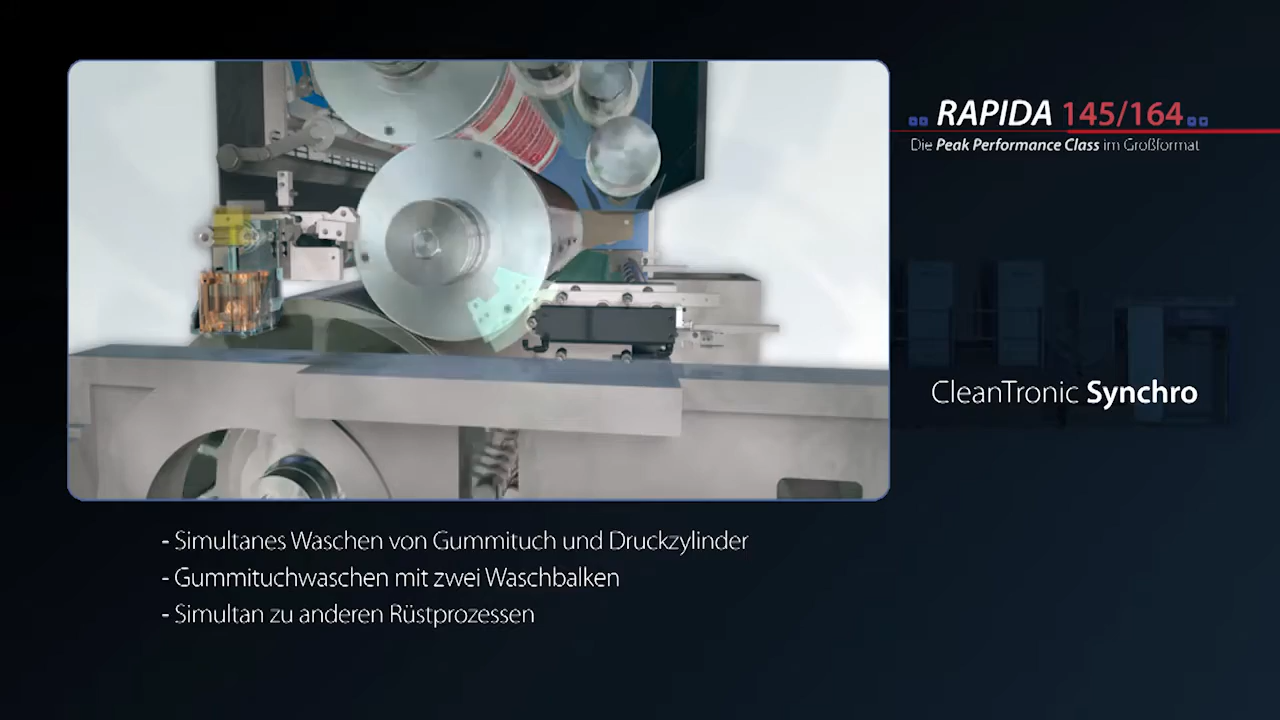 RAPIDA 145/164
Die Peak Performance Class im Großformat
CleanTronic Synchro
- Simultanes Waschen von Gummituch und Druckzylinder
- Gummituchwaschen mit zwei Waschbalken
- Simultan zu anderen Rüstprozessen